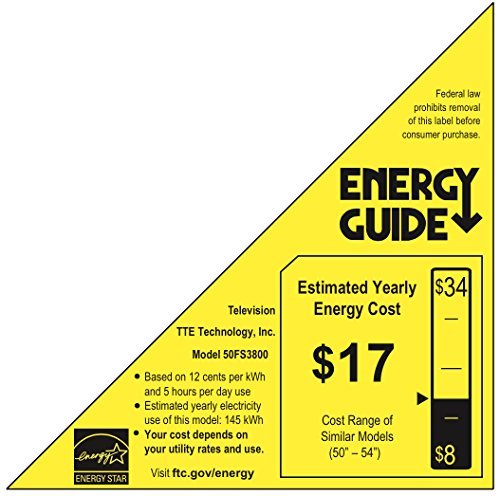 Federal law
prohibits removal
of this label before
consumer purchase.
ENERGY
GUIDE
Television
TTE Technology, Inc.
Model 50FS3800
• Based on 12 cents per kWh
and 5 hours per day use
• Estimated yearly electricity
use of this model: 145 kWh
• Your cost depends on
your utility rates and use.
Visit ftc.gov/energy
energy
ENERGY STAR
Estimated Yearly
Energy Cost
$17
Cost Range of
Similar Models
(50” – 54”)
$34
$8